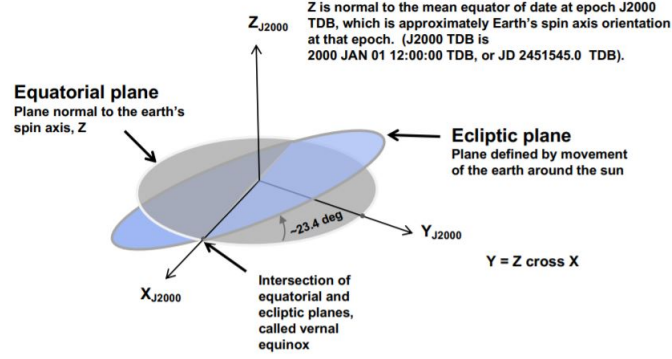 Z is normal to the mean equator of date at epoch J2000
TDB, which is approximately Earth's spin axis orientation
at that epoch.  (J2000 TDB is
2000 JAN 01 12:00:00 TDB, or JD 2451545.0  TDB).
ZJ2000
Equatorial plane
Plane normal to the earth's
spin axis, Z
Ecliptic plane
Plane defined by movement
of the earth around the sun
~23.4 deg
YJ2000
Y = Z cross X
XJ2000
Intersection of
equatorial and
ecliptic planes,
called vernal
equinox